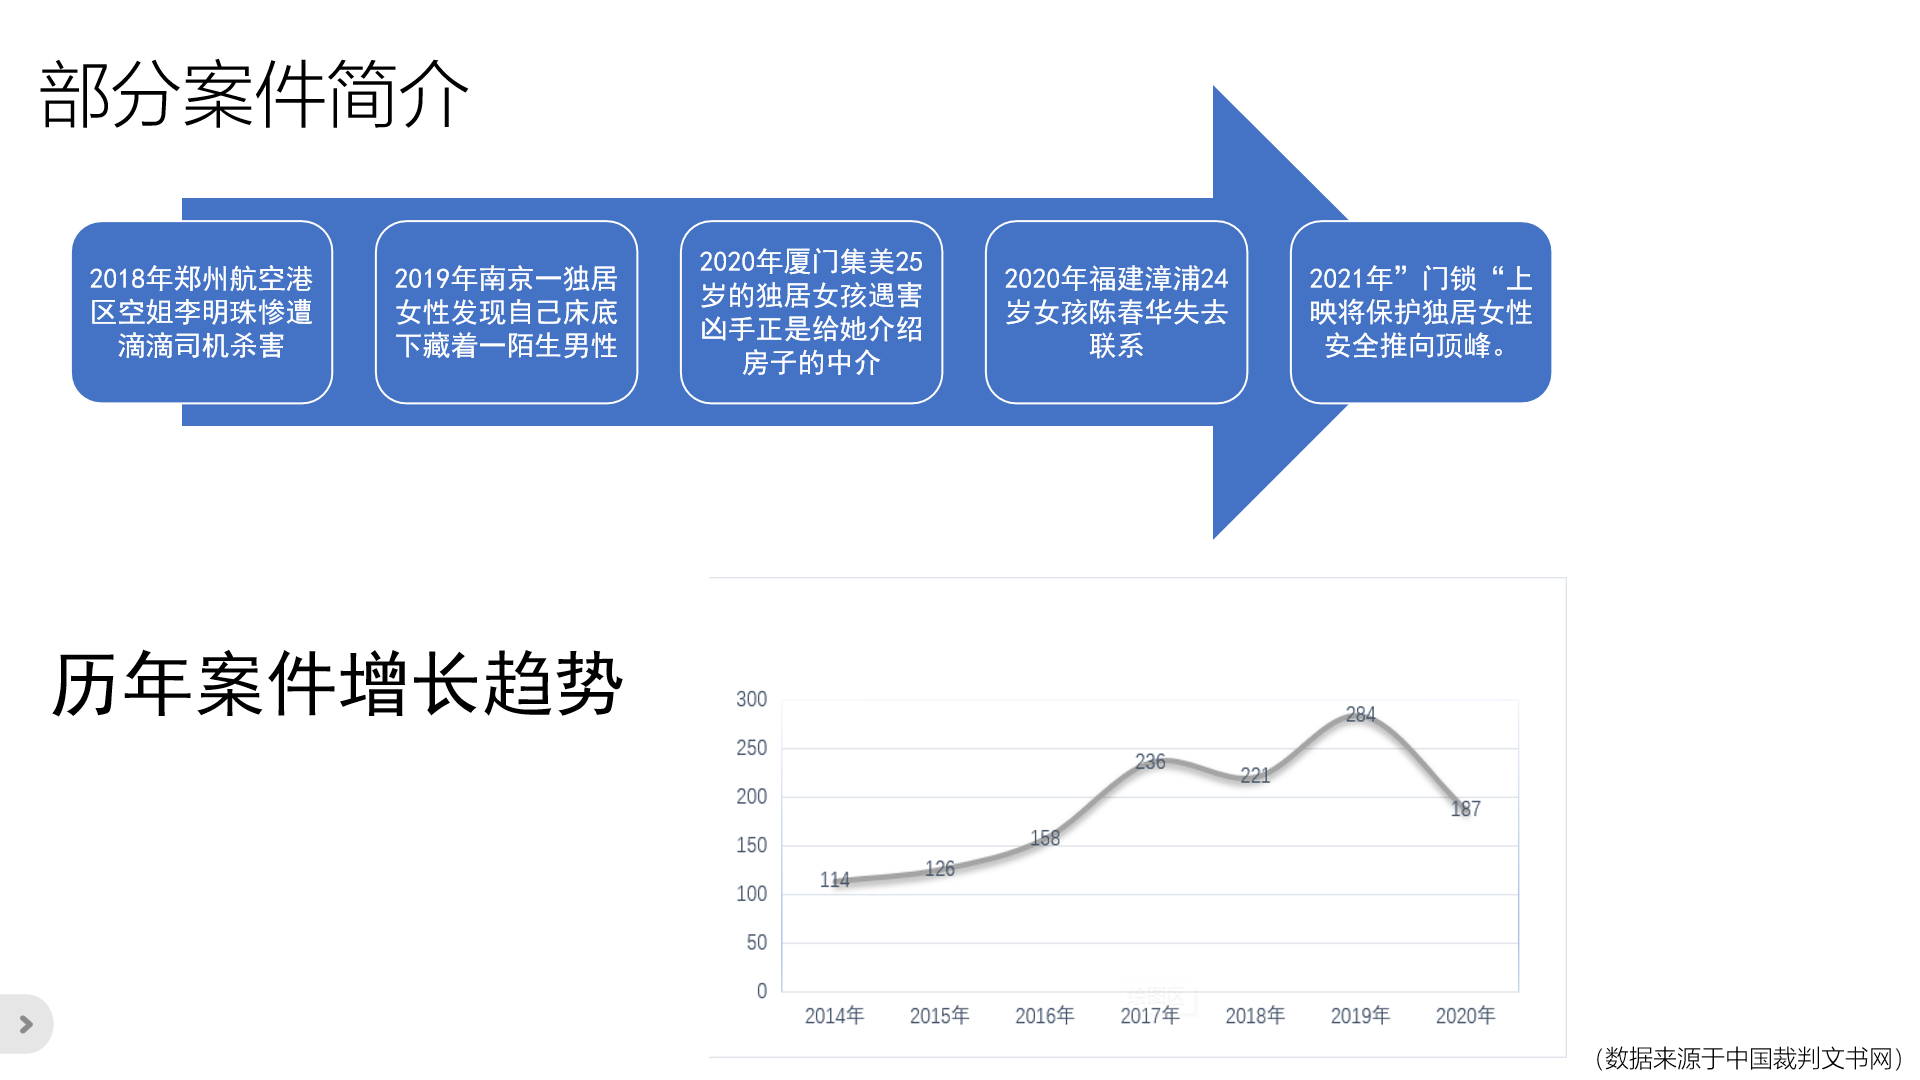 部分案件简介
2018年郑州航空港
区空姐李明珠惨遭
滴滴司机杀害
2019年南京一独居
女性发现自己床底
下藏着一陌生男性
2020年厦门集美25
岁的独居女孩遇害
凶手正是给她介绍
房子的中介
2020年福建漳浦24
岁女孩陈春华失去
联系
2021年”门锁“上
映将保护独居女性
安全推向顶峰。
历年案件增长趋势
300
250
200
150
100
50
0
114
126
158
236
221
284
187
绘图区
2014年
2015年
2016年
2017年
2018年
2019年
2020年
（数据来源于中国裁判文书网）